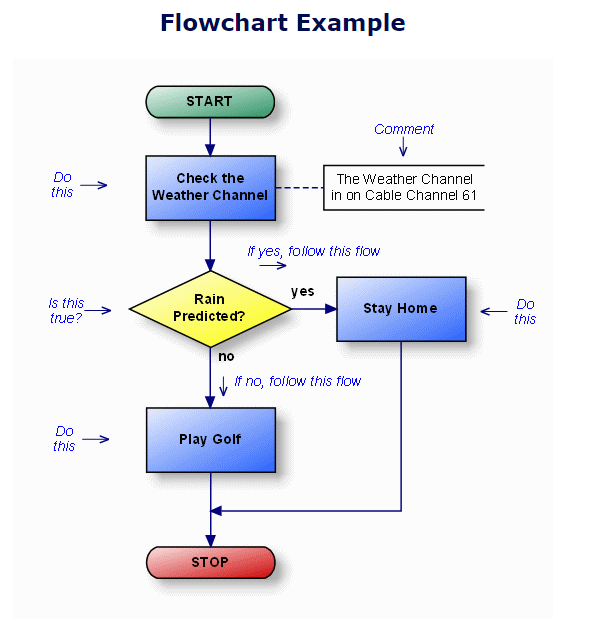 Flowchart Example
START
Comment
Do
this
Check the
Weather Channel
The Weather Channel
in on Cable Channel 61
If yes, follow this flow
Is this
true?
Rain
Predicted?
yes
Stay Home
Do
this
no
If no, follow this flow
Do
this
Play Golf
STOP